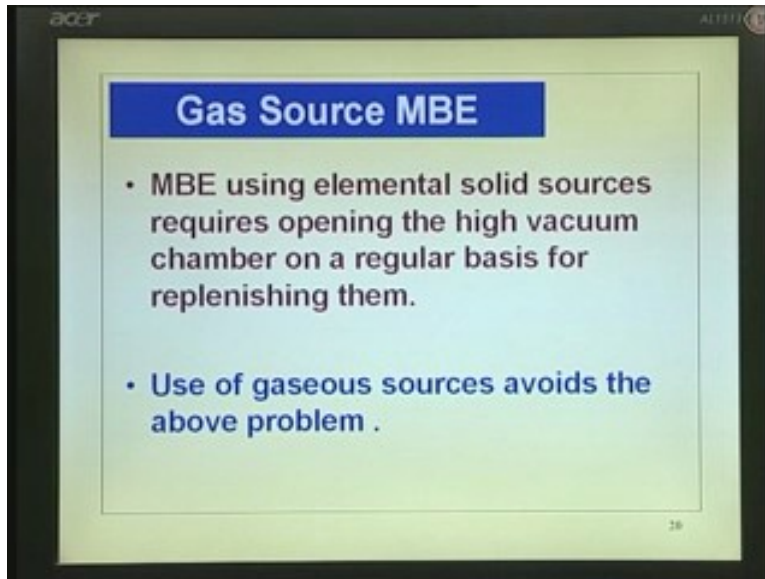 acer
Gas Source MBE
• MBE using elemental solid sources
requires opening the high vacuum
chamber on a regular basis for
replenishing them.
• Use of gaseous sources avoids the
above problem .
20